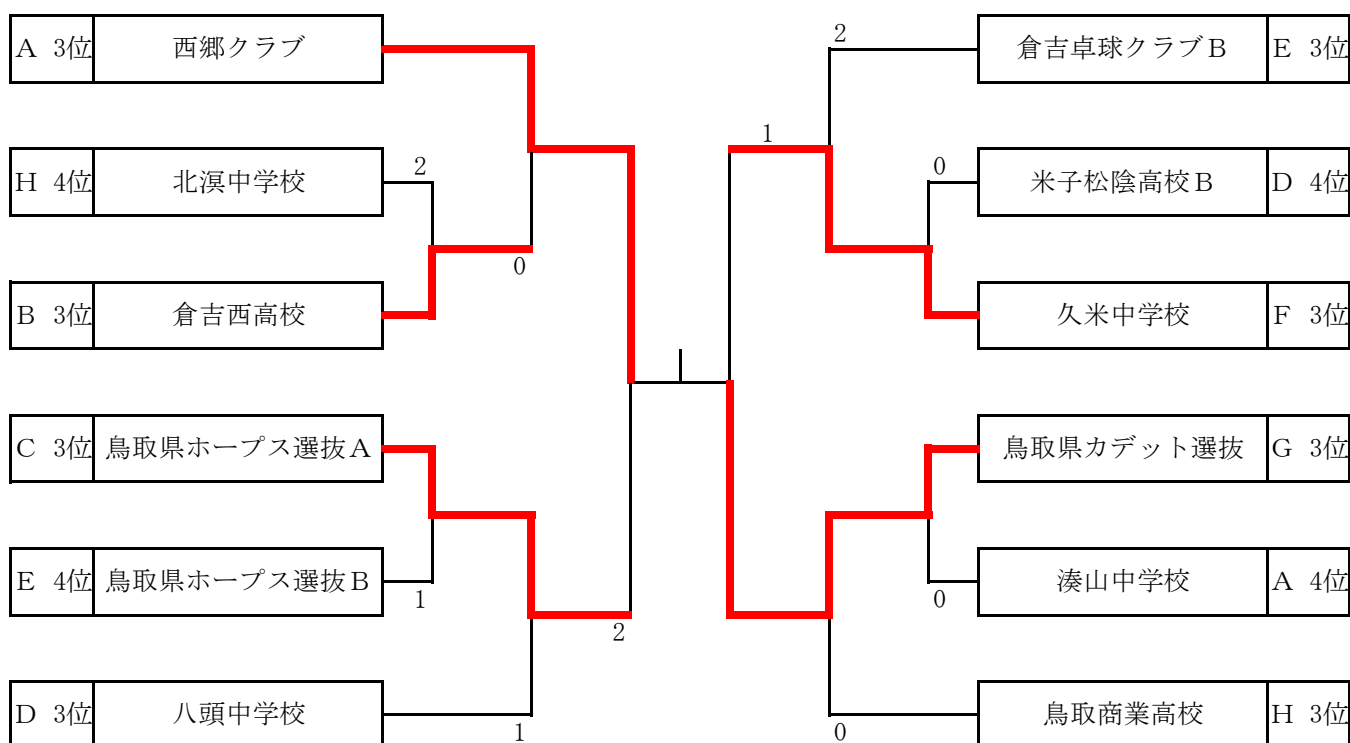 A 3位 西郷クラブ
2
倉吉卓球クラブB E 3位
1
H 4位 北溟中学校
2
0
米子松陰高校B D 4位
0
B 3位 倉吉西高校
久米中学校 F 3位
C 3位 鳥取県ホープス選抜A
鳥取県カデット選抜 G 3位
E 4位 鳥取県ホープス選抜B
1
0
湊山中学校 A 4位
2
D 3位 八頭中学校
1
0
鳥取商業高校 H 3位